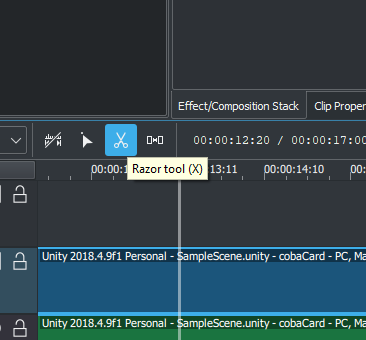 Effect/Composition Stack Clip Proper
00:00:12:20 / 00:00:17:00
Razor tool (X)
00:00:1 13:11 00:00:14:10 00:
Unity 2018.4.9f1 Personal - SampleScene.unity - cobaCard - PC, Ma
Unity 2018.4.9f1 Personal - SampleScene.unity - cobaCard - PC, Ma